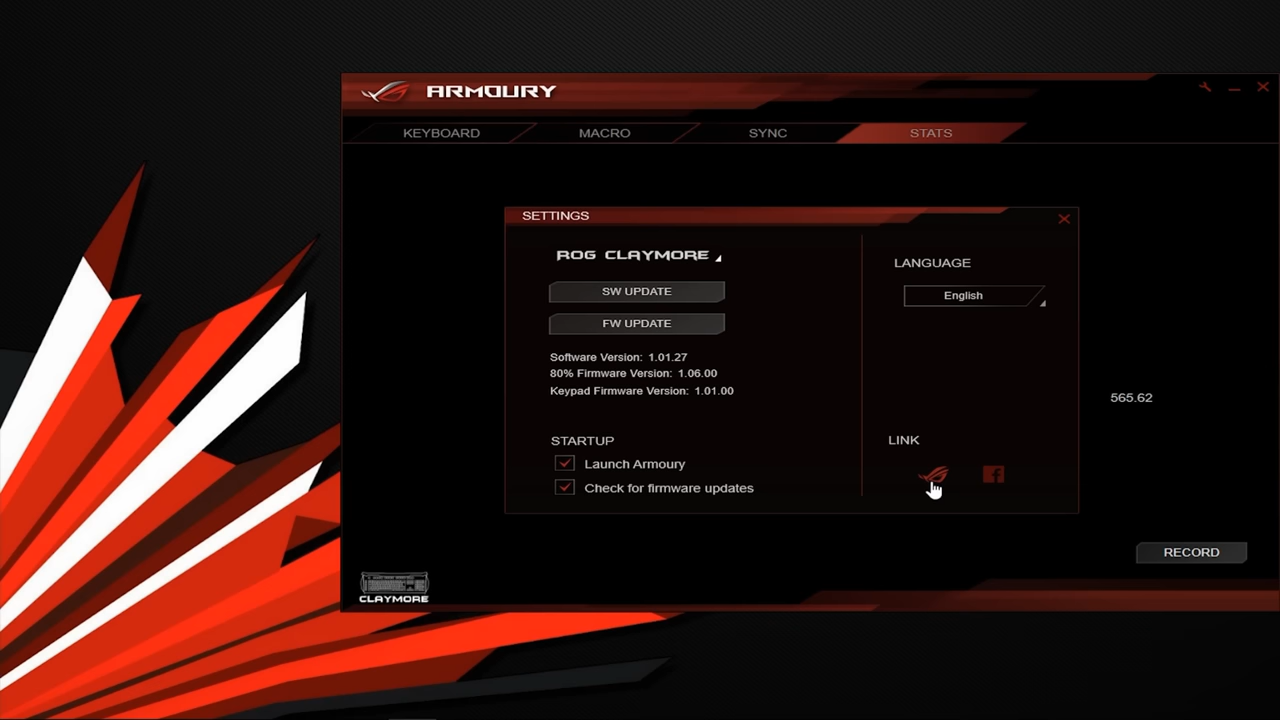 ARMOURY
KEYBOARD
MACRO
SYNC
STATS
SETTINGS
ROG CLAYMORE
SW UPDATE
FW UPDATE
Software Version: 1.01.27
80% Firmware Version: 1.06.00
Keypad Firmware Version: 1.01.00
STARTUP
Launch Armoury
Check for firmware updates
LANGUAGE
English
LINK
565.62
RECORD
CLAYMORE